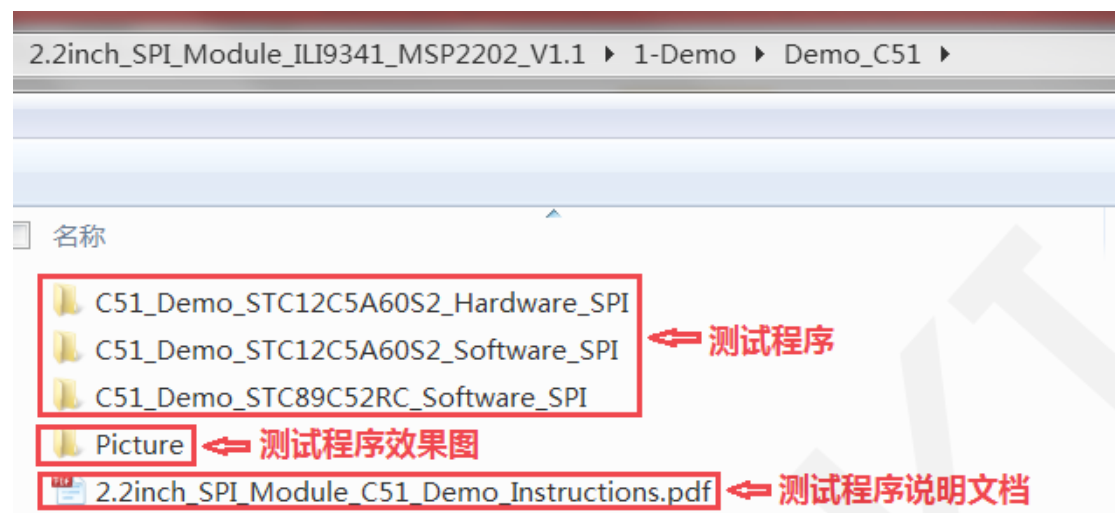 2.2inch_SPI_Module_ILI9341_MSP2202_V1.1 ▸ 1-Demo ▸ Demo_C51 ▸
名称
C51_Demo_STC12C5A60S2_Hardware_SPI
C51_Demo_STC12C5A60S2_Software_SPI 测试程序
C51_Demo_STC89C52RC_Software_SPI
Picture 测试程序效果图
2.2inch_SPI_Module_C51_Demo_Instructions.pdf 测试程序说明文档